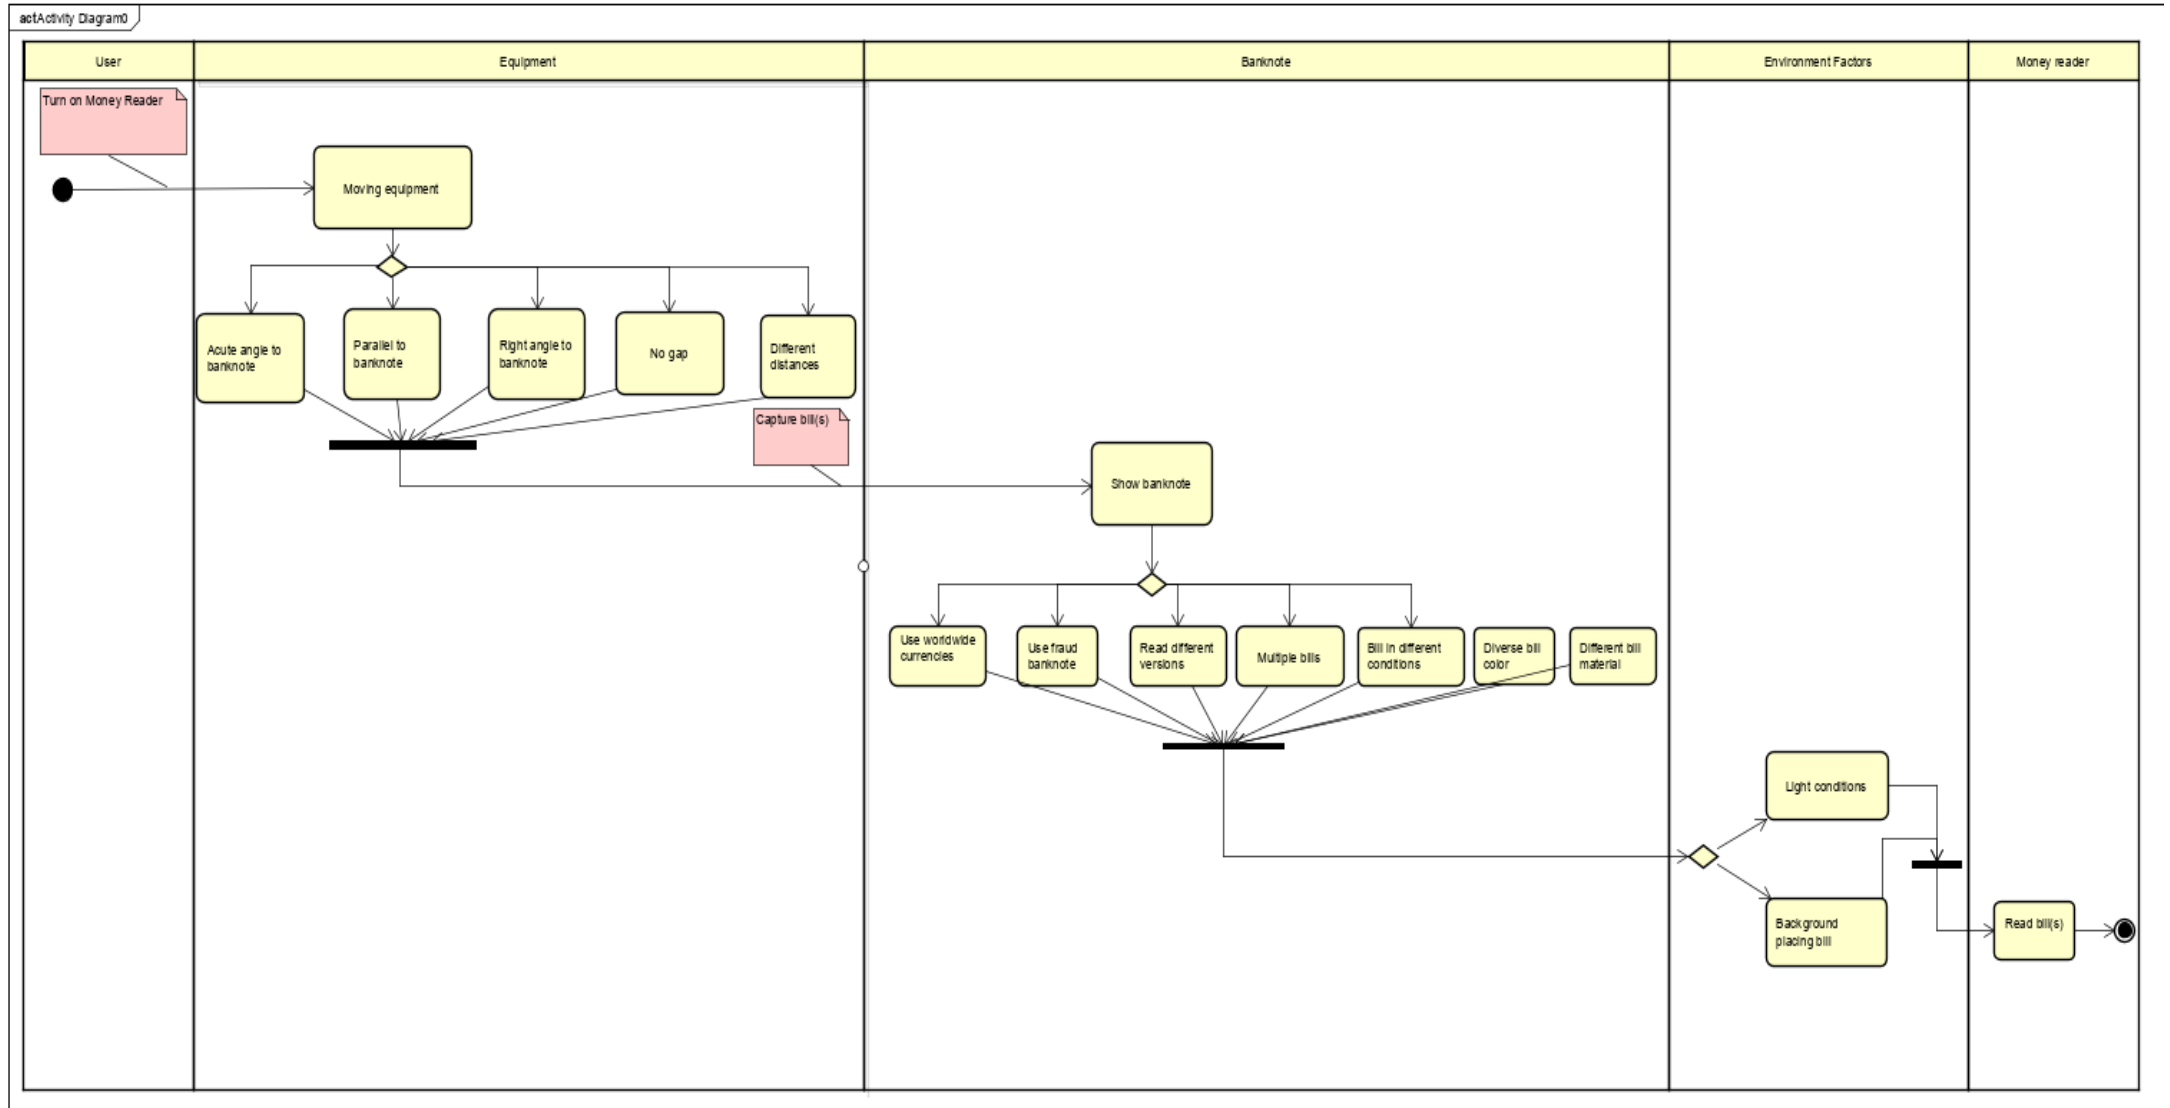 actActivity Diagram0
User
Equipment
Banknote
Environment Factors
Money reader
Turn on Money Reader
Moving equipment
Acute angle to
banknote
Parallel to
banknote
Right angle to
banknote
No gap
Different
distances
Capture bill(s)
Show banknote
Use worldwide
currencies
Use fraud
banknote
Read different
versions
Multiple bills
Bill in different
conditions
Diverse bill
color
Different bill
material
Light conditions
Background
placing bill
Read bill(s)